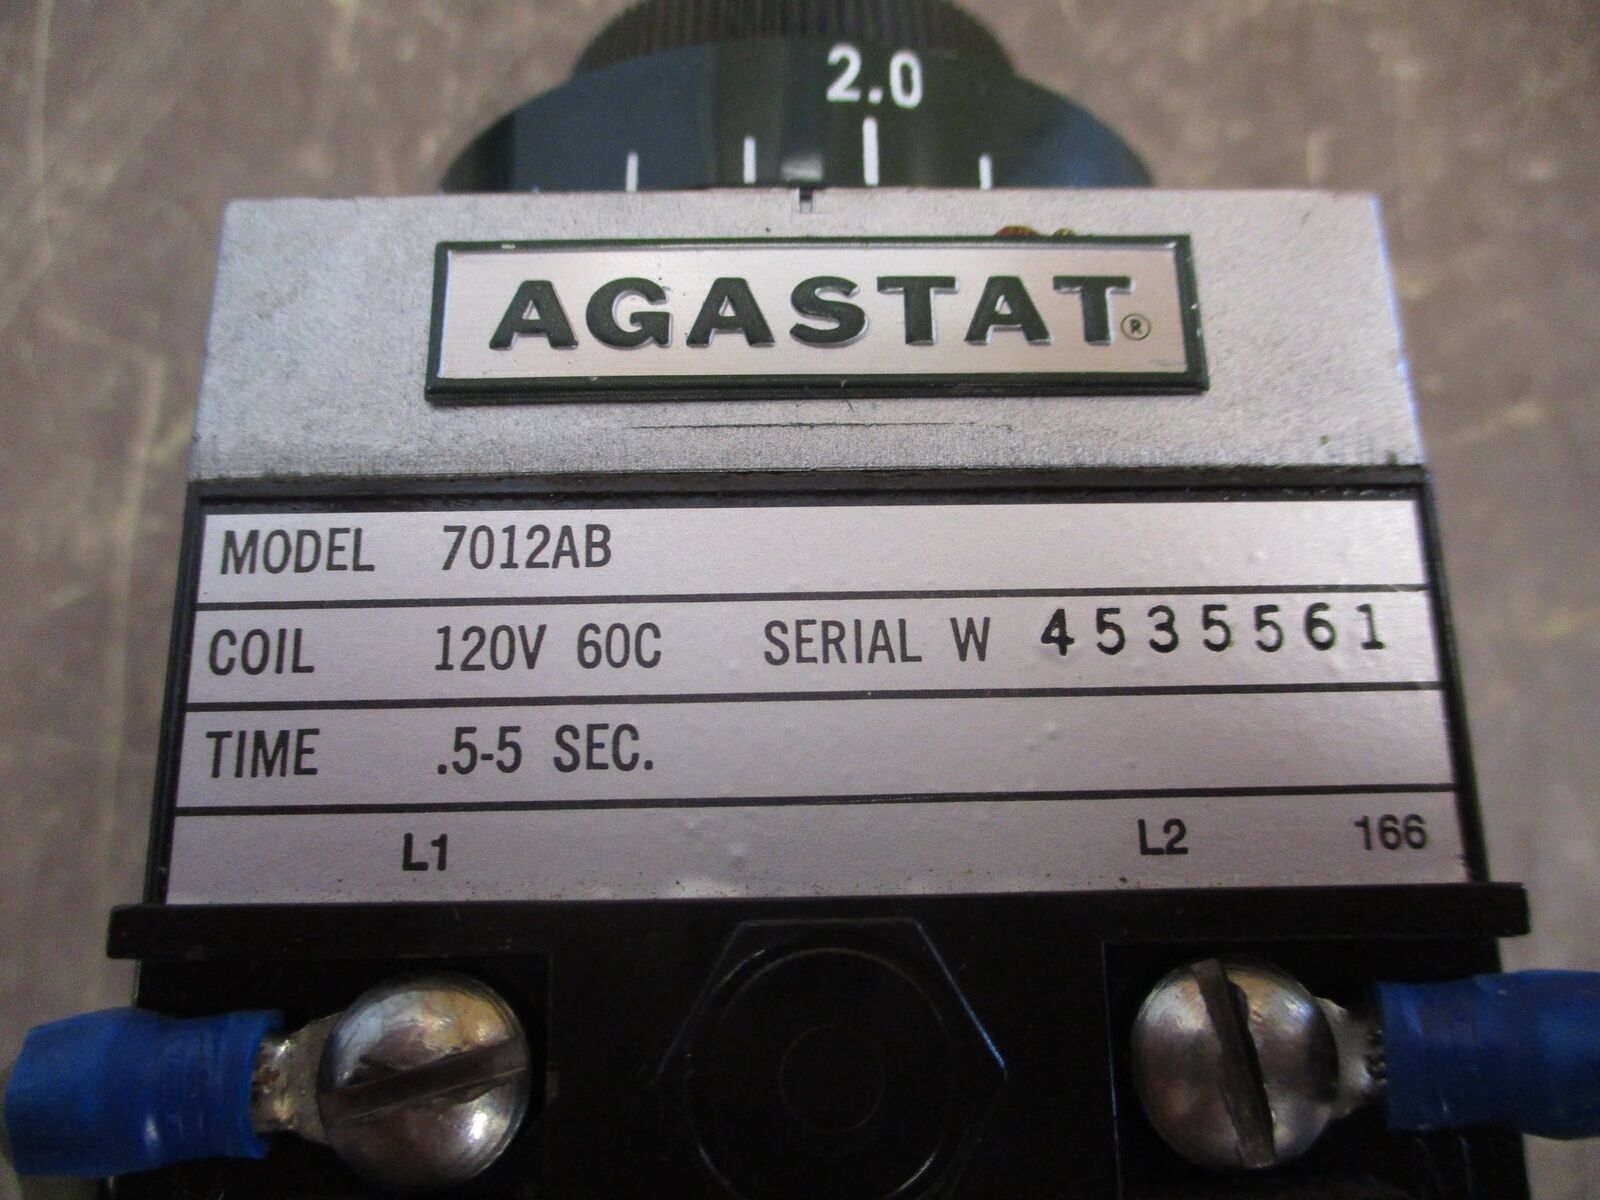 2.0
AGASTAT®
MODEL 7012AB
COIL 120V 60C SERIAL W 4535561
TIME .5-5 SEC.
L1 L2 166